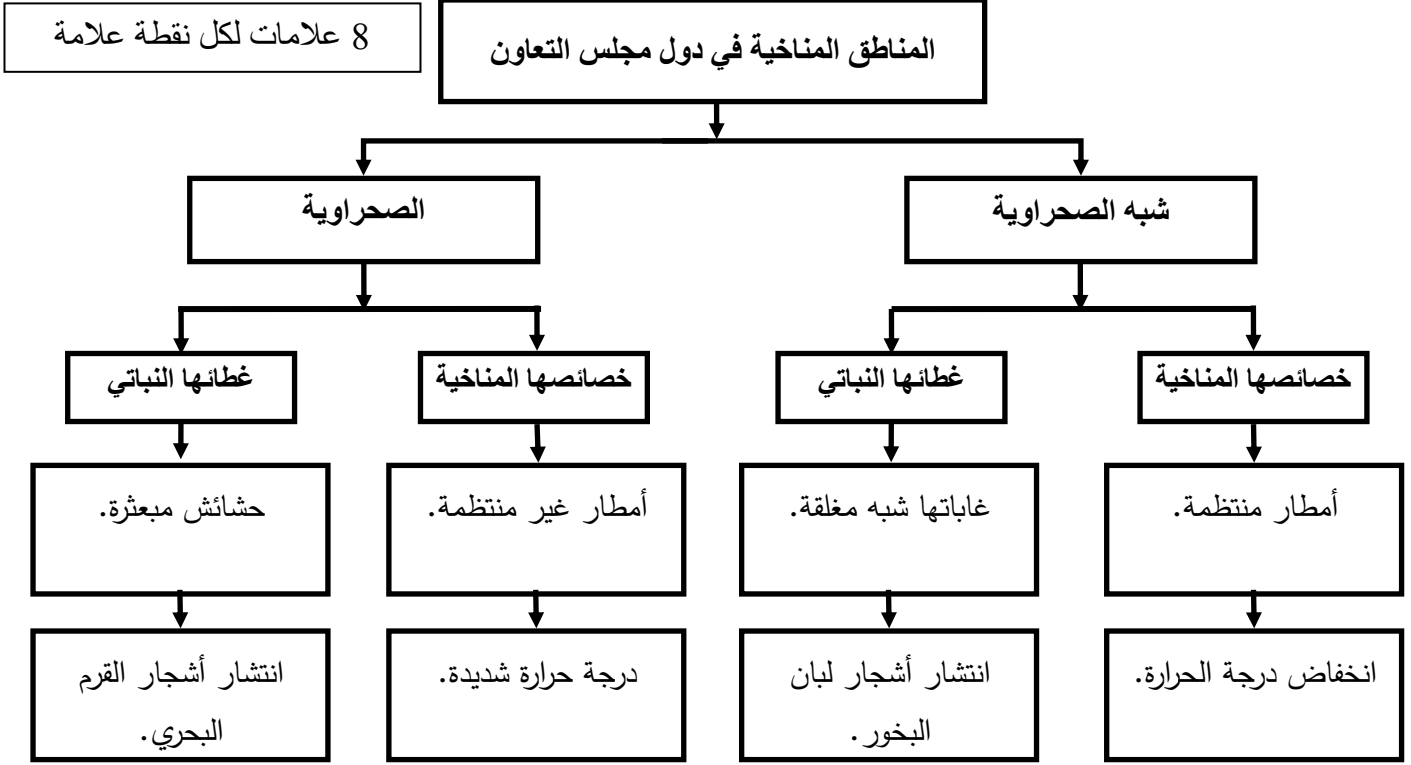 المناطق المناخية في دول مجلس التعاون
8 علامات لكل نقطة علامة
شبه الصحراوية
الصحراوية
خصائصها المناخية
غطائها النباتي
خصائصها المناخية
غطائها النباتي
أمطار منتظمة.
غاباتها شبه مغلقة.
أمطار غير منتظمة.
حشائش مبعثرة.
انخفاض درجة الحرارة.
انتشار أشجار لبان
البخور.
درجة حرارة شديدة.
انتشار أشجار القرم
البحري.